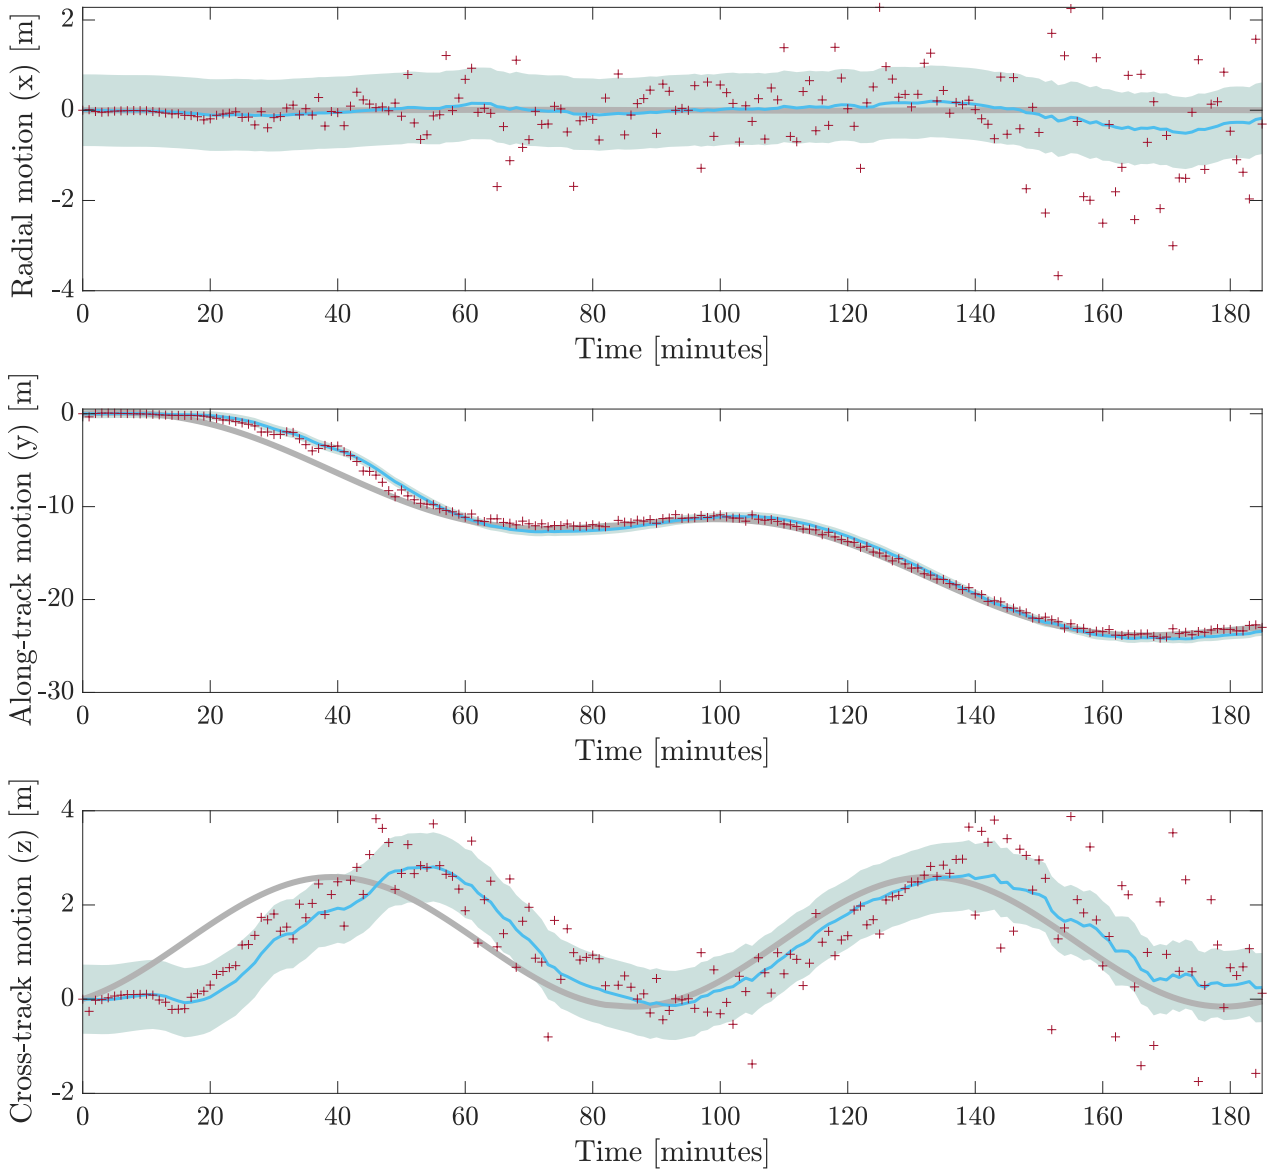 Radial motion (x) [m]
2
0
-2
-4
0 20 40 60 80 100 120 140 160 180
Time [minutes]
Along-track motion (y) [m]
0
-10
-20
-30
0 20 40 60 80 100 120 140 160 180
Time [minutes]
Cross-track motion (z) [m]
4
2
0
-2
0 20 40 60 80 100 120 140 160 180
Time [minutes]